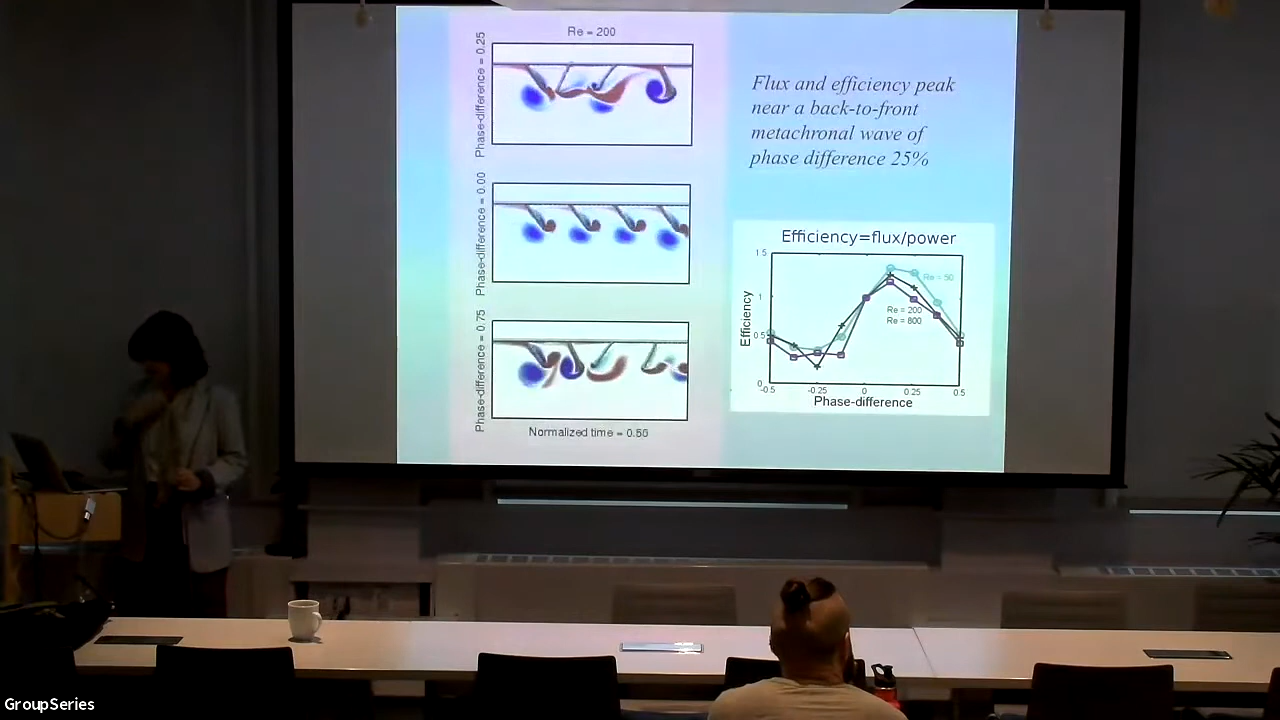 Re = 200
Phase-difference = 0.25
Phase-difference = 0.00
Phase-difference = 0.75
Normalized time = 0.50
Flux and efficiency peak
near a back-to-front
metachronal wave of
phase difference 25%
Efficiency=flux/power
Efficiency
1.5
1
0.5
0
Re = 50
Re = 200
Re = 800
-0.5 -0.25 0 0.25 0.5
Phase-difference
GroupSeries